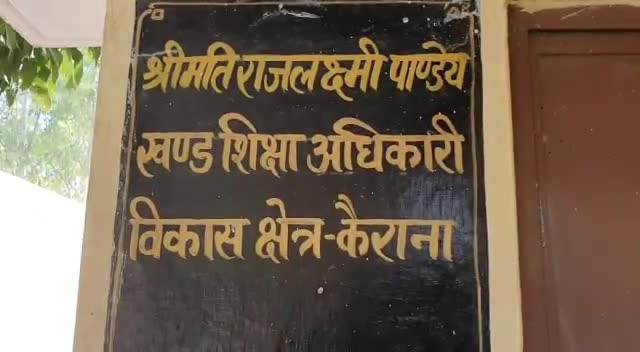 श्रीमति राजलक्ष्मी पाण्डेय
खण्ड शिक्षा अधिकारी
विकास क्षेत्र-कैराना